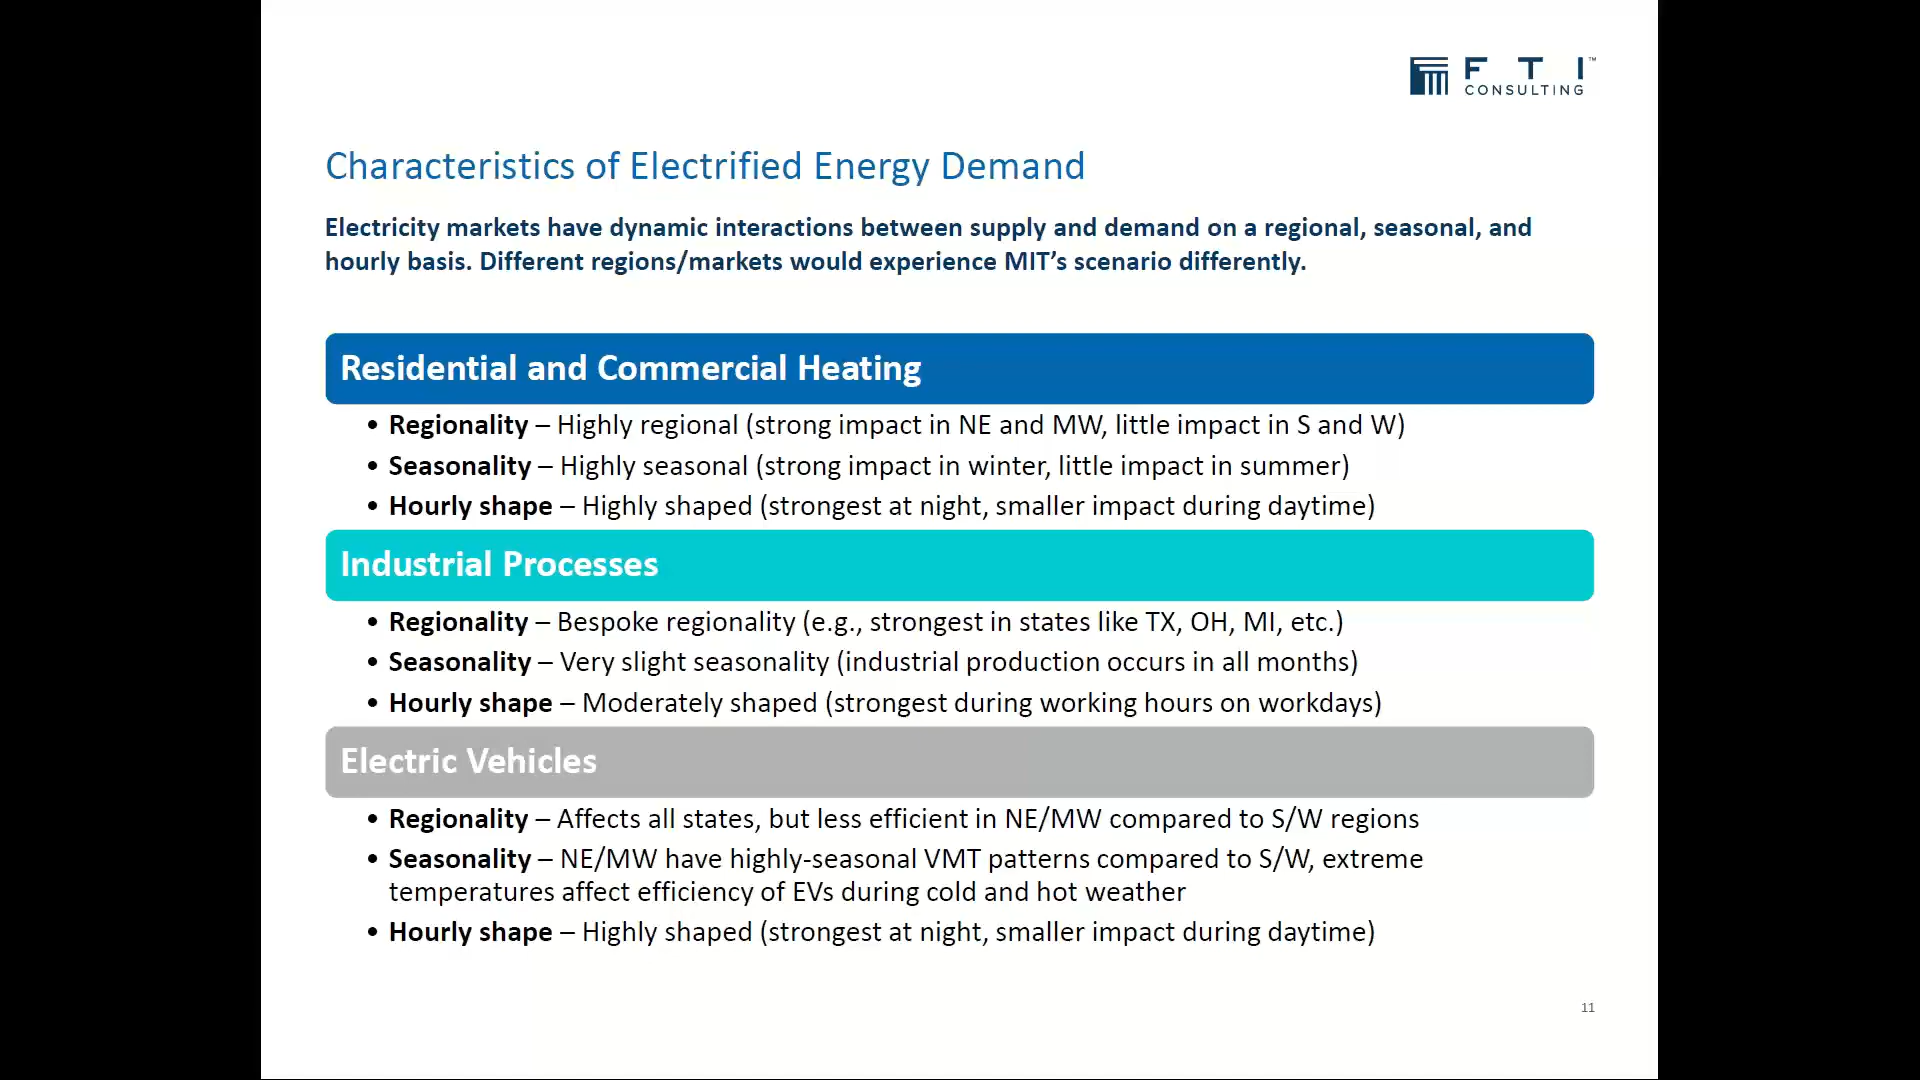 F T I ™
CONSULTING
Characteristics of Electrified Energy Demand
Electricity markets have dynamic interactions between supply and demand on a regional, seasonal, and
hourly basis. Different regions/markets would experience MIT’s scenario differently.
Residential and Commercial Heating
• Regionality – Highly regional (strong impact in NE and MW, little impact in S and W)
• Seasonality – Highly seasonal (strong impact in winter, little impact in summer)
• Hourly shape – Highly shaped (strongest at night, smaller impact during daytime)
Industrial Processes
• Regionality – Bespoke regionality (e.g., strongest in states like TX, OH, MI, etc.)
• Seasonality – Very slight seasonality (industrial production occurs in all months)
• Hourly shape – Moderately shaped (strongest during working hours on workdays)
Electric Vehicles
• Regionality – Affects all states, but less efficient in NE/MW compared to S/W regions
• Seasonality – NE/MW have highly-seasonal VMT patterns compared to S/W, extreme
temperatures affect efficiency of EVs during cold and hot weather
• Hourly shape – Highly shaped (strongest at night, smaller impact during daytime)
11